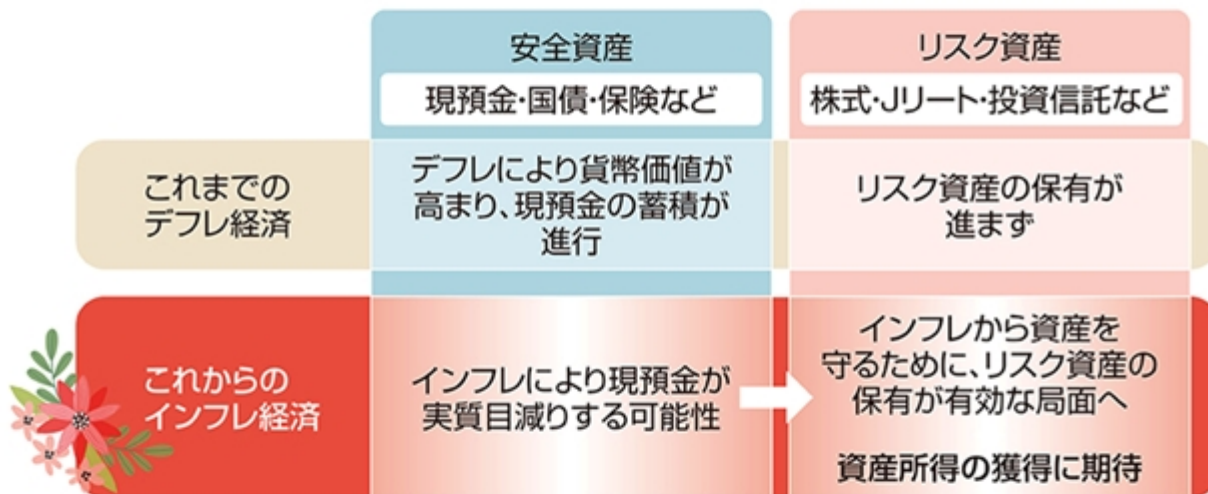 安全資産
現預金・国債・保険など
リスク資産
株式・Jリート・投資信託など
これまでの
デフレ経済
デフレにより貨幣価値が
高まり、現預金の蓄積が
進行
リスク資産の保有が
進まず
これからの
インフレ経済
インフレにより現預金が
実質目減りする可能性
インフレから資産を
守るために、リスク資産の
保有が有効な局面へ
資産所得の獲得に期待